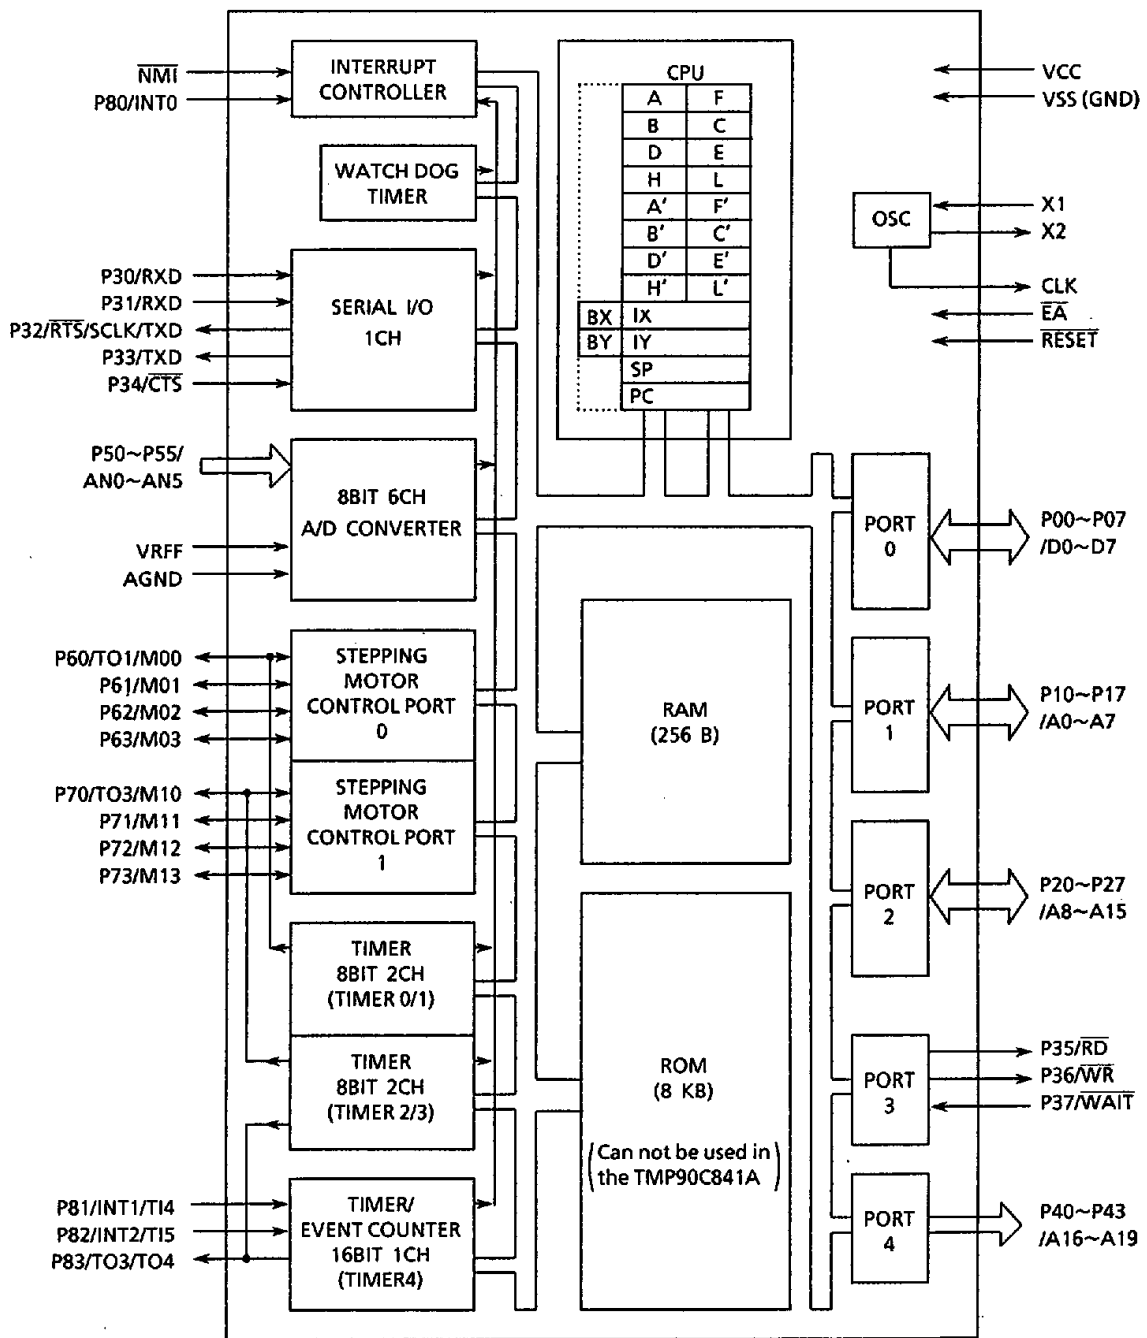 NMI
P80/INT0
INTERRUPT
CONTROLLER
WATCH DOG
TIMER
P30/RXD
P31/RXD
P32/RTS/SCLK/TXD
P33/TXD
P34/CTS
SERIAL I/O
1CH
P50~P55/
AN0~AN5
VRFF
AGND
8BIT 6CH
A/D CONVERTER
P60/TO1/M00
P61/M01
P62/M02
P63/M03
STEPPING
MOTOR
CONTROL PORT
0
P70/TO3/M10
P71/M11
P72/M12
P73/M13
STEPPING
MOTOR
CONTROL PORT
1
TIMER
8BIT 2CH
(TIMER 0/1)
TIMER
8BIT 2CH
(TIMER 2/3)
P81/INT1/TI4
P82/INT2/TI5
P83/TO3/TO4
TIMER/
EVENT COUNTER
16BIT 1CH
(TIMER4)
CPU
A F
B C
D E
H L
A' F'
B' C'
D' E'
H' L'
BX IX
BY IY
SP
PC
RAM
(256 B)
ROM
(8 KB)
(Can not be used in
the TMP90C841A)
VCC
VSS (GND)
OSC
X1
X2
CLK
EA
RESET
PORT
0
P00~P07
/D0~D7
PORT
1
P10~P17
/A0~A7
PORT
2
P20~P27
/A8~A15
PORT
3
P35/RD
P36/WR
P37/WAIT
PORT
4
P40~P43
/A16~A19